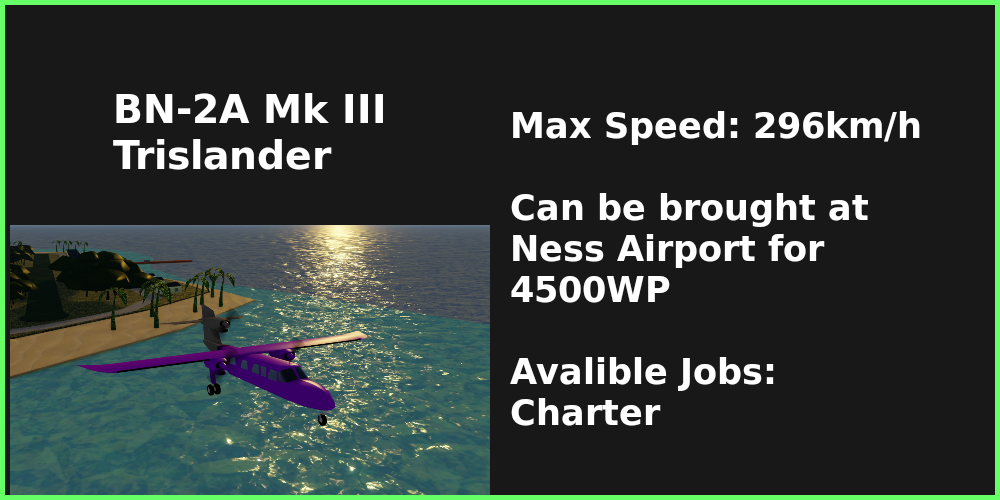 BN-2A Mk III
Trislander
Max Speed: 296km/h
Can be brought at
Ness Airport for
4500WP
Avalible Jobs:
Charter